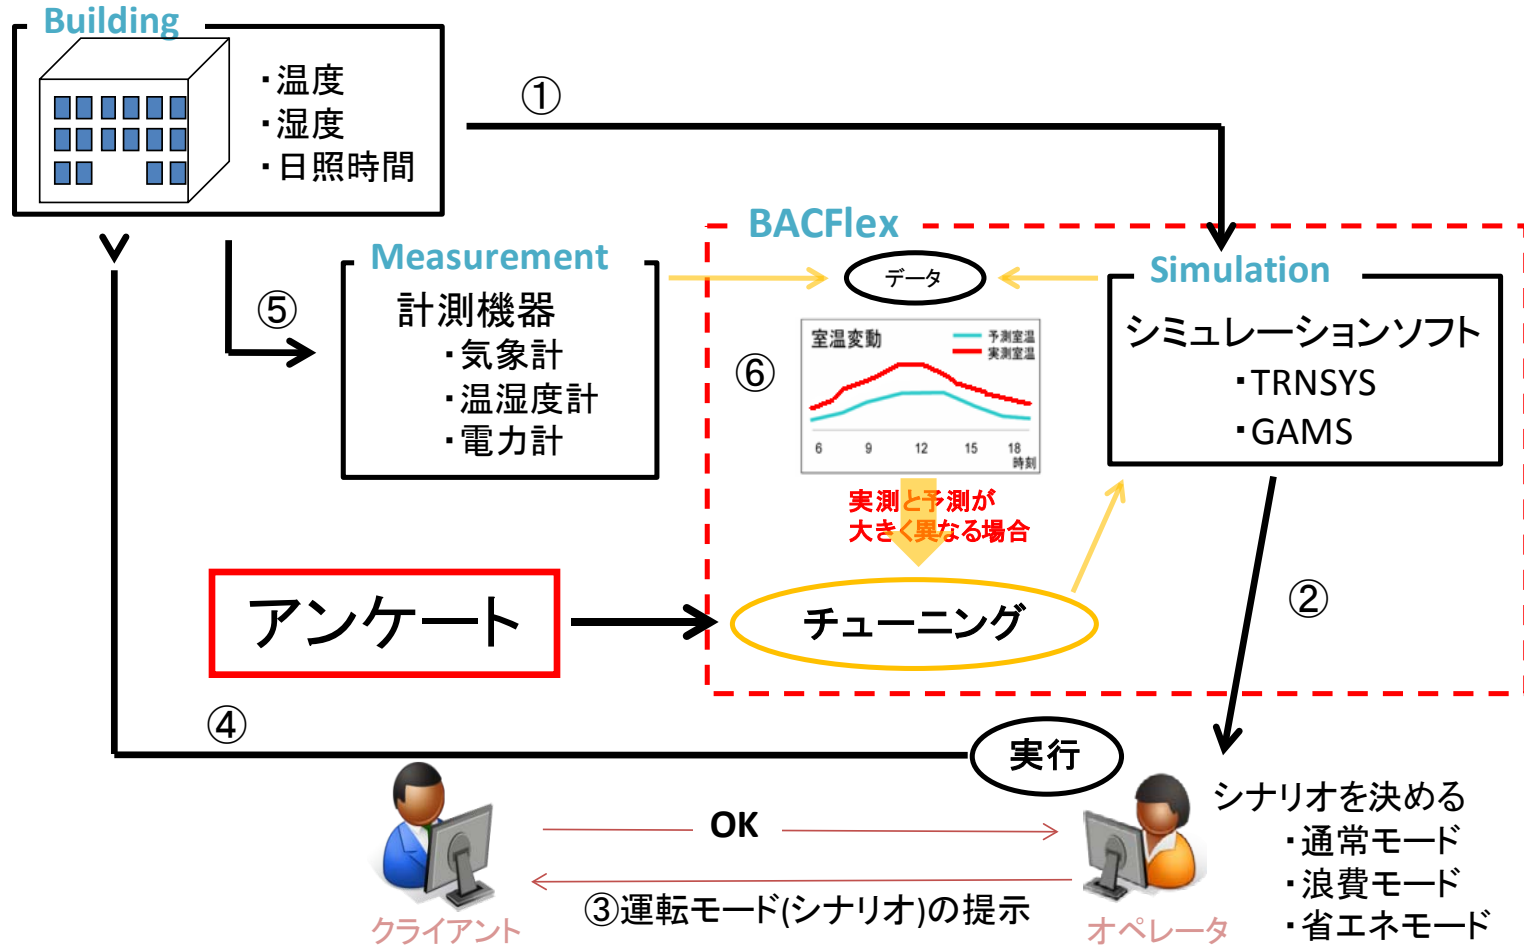 Building
・温度
・湿度
・日照時間
①
BACFlex
Measurement
計測機器
・気象計
・温湿度計
・電力計
⑤
データ
Simulation
シミュレーションソフト
・TRNSYS
・GAMS
⑥
室温変動
予測室温
実測室温
6 9 12 15 18
時刻
実測と予測が
大きく異なる場合
アンケート
チューニング
②
④
実行
シナリオを決める
・通常モード
・浪費モード
・省エネモード
OK
③運転モード(シナリオ)の提示
クライアント
オペレータ